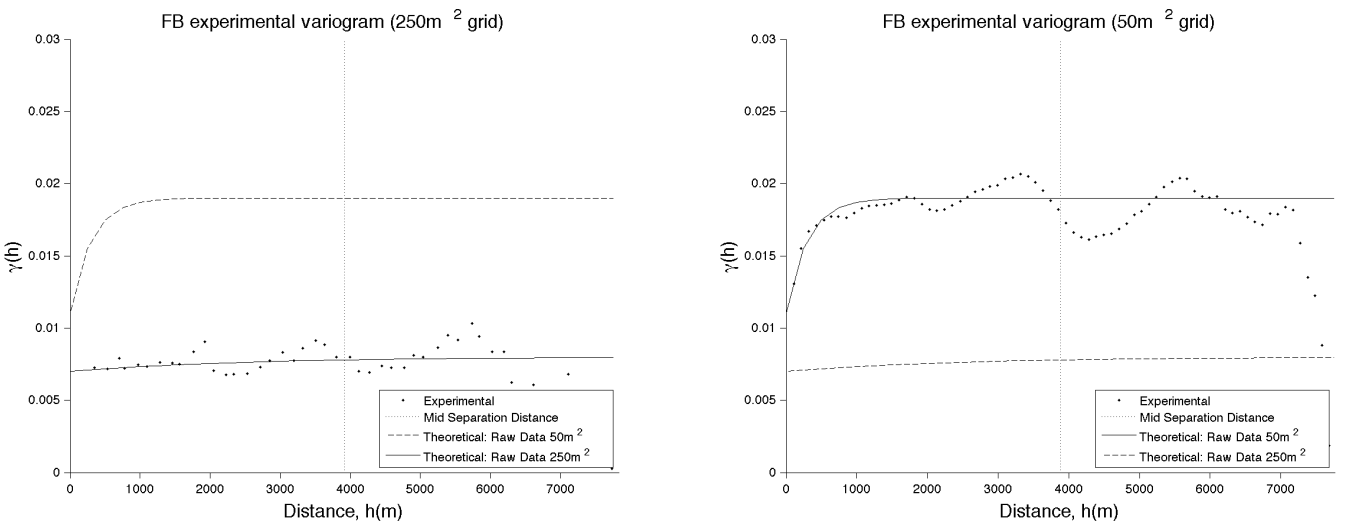 FB experimental variogram (250m 2 grid)
0.03
0.025
0.02
0.015
0.01
0.005
0
γ(h)
0 1000 2000 3000 4000 5000 6000 7000
Distance, h(m)
Experimental
Mid Separation Distance
Theoretical: Raw Data 50m 2
Theoretical: Raw Data 250m 2
FB experimental variogram (50m 2 grid)
0.03
0.025
0.02
0.015
0.01
0.005
0
γ(h)
0 1000 2000 3000 4000 5000 6000 7000
Distance, h(m)
Experimental
Mid Separation Distance
Theoretical: Raw Data 50m 2
Theoretical: Raw Data 250m 2